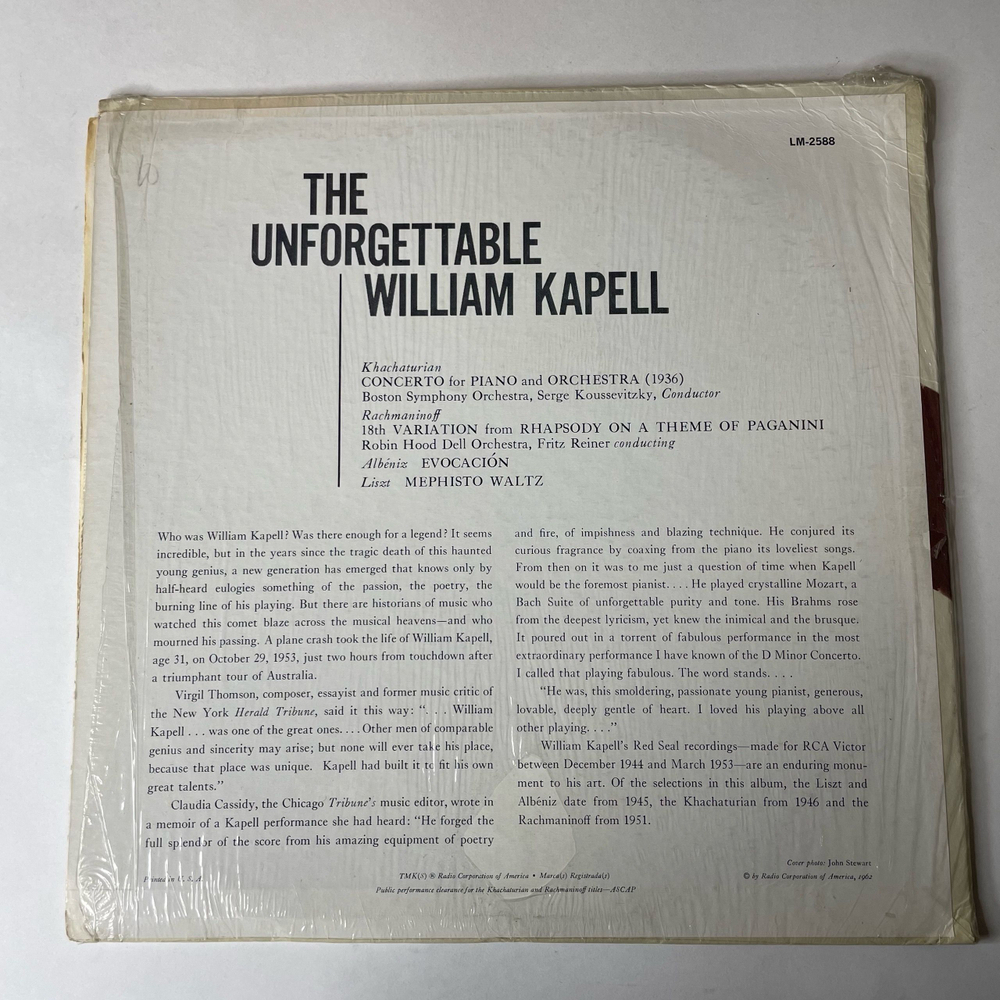 LM-2588
THE
UNFORGETTABLE
WILLIAM KAPELL
Khachaturian
CONCERTO for PIANO and ORCHESTRA (1936)
Boston Symphony Orchestra, Serge Koussevitzky, Conductor
Rachmaninoff
18th VARIATION from RHAPSODY ON A THEME OF PAGANINI
Robin Hood Dell Orchestra, Fritz Reiner conducting
Albéniz EVOCACIÓN
Liszt MEPHISTO WALTZ
Who was William Kapell? Was there enough for a legend? It seems
incredible, but in the years since the tragic death of this haunted
young genius, a new generation has emerged that knows only by
half-heard eulogies something of the passion, the poetry, the
burning line of his playing. But there are historians of music who
watched this comet blaze across the musical heavens—and who
mourned his passing. A plane crash took the life of William Kapell,
age 31, on October 29, 1953, just two hours from touchdown after
a triumphant tour of Australia.
Virgil Thomson, composer, essayist and former music critic of
the New York Herald Tribune, said it this way: “. . . William
Kapell . . . was one of the great ones. . . . Other men of comparable
genius and sincerity may arise; but none will ever take his place,
because that place was unique. Kapell had built it to fit his own
great talents.”
Claudia Cassidy, the Chicago Tribune's music editor, wrote in
a memoir of a Kapell performance she had heard: “He forged the
full splendor of the score from his amazing equipment of poetry
and fire, of impishness and blazing technique. He conjured its
curious fragrance by coaxing from the piano its loveliest songs.
From then on it was to me just a question of time when Kapell
would be the foremost pianist. . . . He played crystalline Mozart, a
Bach Suite of unforgettable purity and tone. His Brahms rose
from the deepest lyricism, yet knew the inimical and the brusque.
It poured out in a torrent of fabulous performance in the most
extraordinary performance I have known of the D Minor Concerto.
I called that playing fabulous. The word stands. . . .
“He was, this smoldering, passionate young pianist, generous,
lovable, deeply gentle of heart. I loved his playing above all
other playing. . . .”
William Kapell's Red Seal recordings—made for RCA Victor
between December 1944 and March 1953—are an enduring monu-
ment to his art. Of the selections in this album, the Liszt and
Albéniz date from 1945, the Khachaturian from 1946 and the
Rachmaninoff from 1951.
Cover photo: John Stewart
Printed in U. S. A.
TMK(S) ® Radio Corporation of America • Marca(s) Registrada(s)
© by Radio Corporation of America, 1962
Public performance clearance for the Khachaturian and Rachmaninoff titles—ASCAP